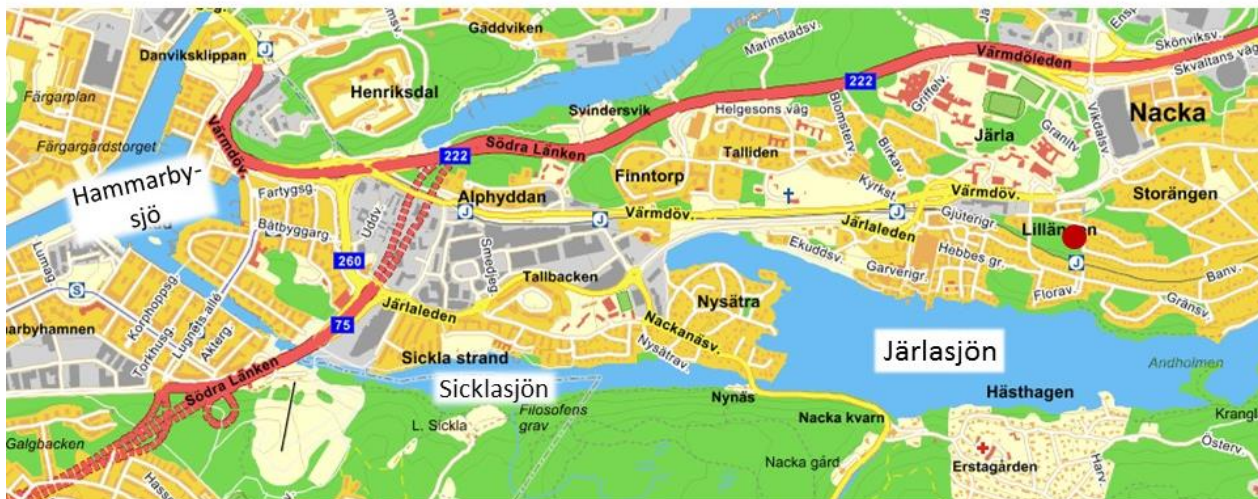 Danviksklippan
J
Gäddviken
Marinstadsv.
Värmdöleden
Skönviksv.
Skvaltans väg
Färgarplan
Henriksdal
Svindersvik
222
Helgesons väg
Blomsterv.
Griffelv.
Järla
Nacka
Vikdalsv.
Granitv.
Färgargårdstorget
Värmdöv.
Södra Länken
222
Talliden
Birkav.
Hammarby-
sjö
Fartygsg.
Alphyddan
Finntorp
Kyrkst.
Värmdöv.
Storängen
Båtbyggarg.
Uddv.
J
J
Värmdöv.
Järlaleden
J
Gjuterigr.
Lumag.
260
Smedjeg.
Tallbacken
Ekuddsv.
Garverigr.
Hebbes gr.
J
Banv.
S
Korphoppsg.
Järlaleden
Nysätra
Florav.
Gränsv.
Torkhusg.
Lugnets allé
Akterg.
75
Nackanäsv.
Sickla strand
Nysätrav.
Järlasjön
Andholmen
Södra Länken
Sicklasjön
Nynäs
Hästhagen
Galgbacken
Filosofens
grav
L. Sickla
Nacka kvarn
Nacka gård
Erstagården
Harv.
Österv.